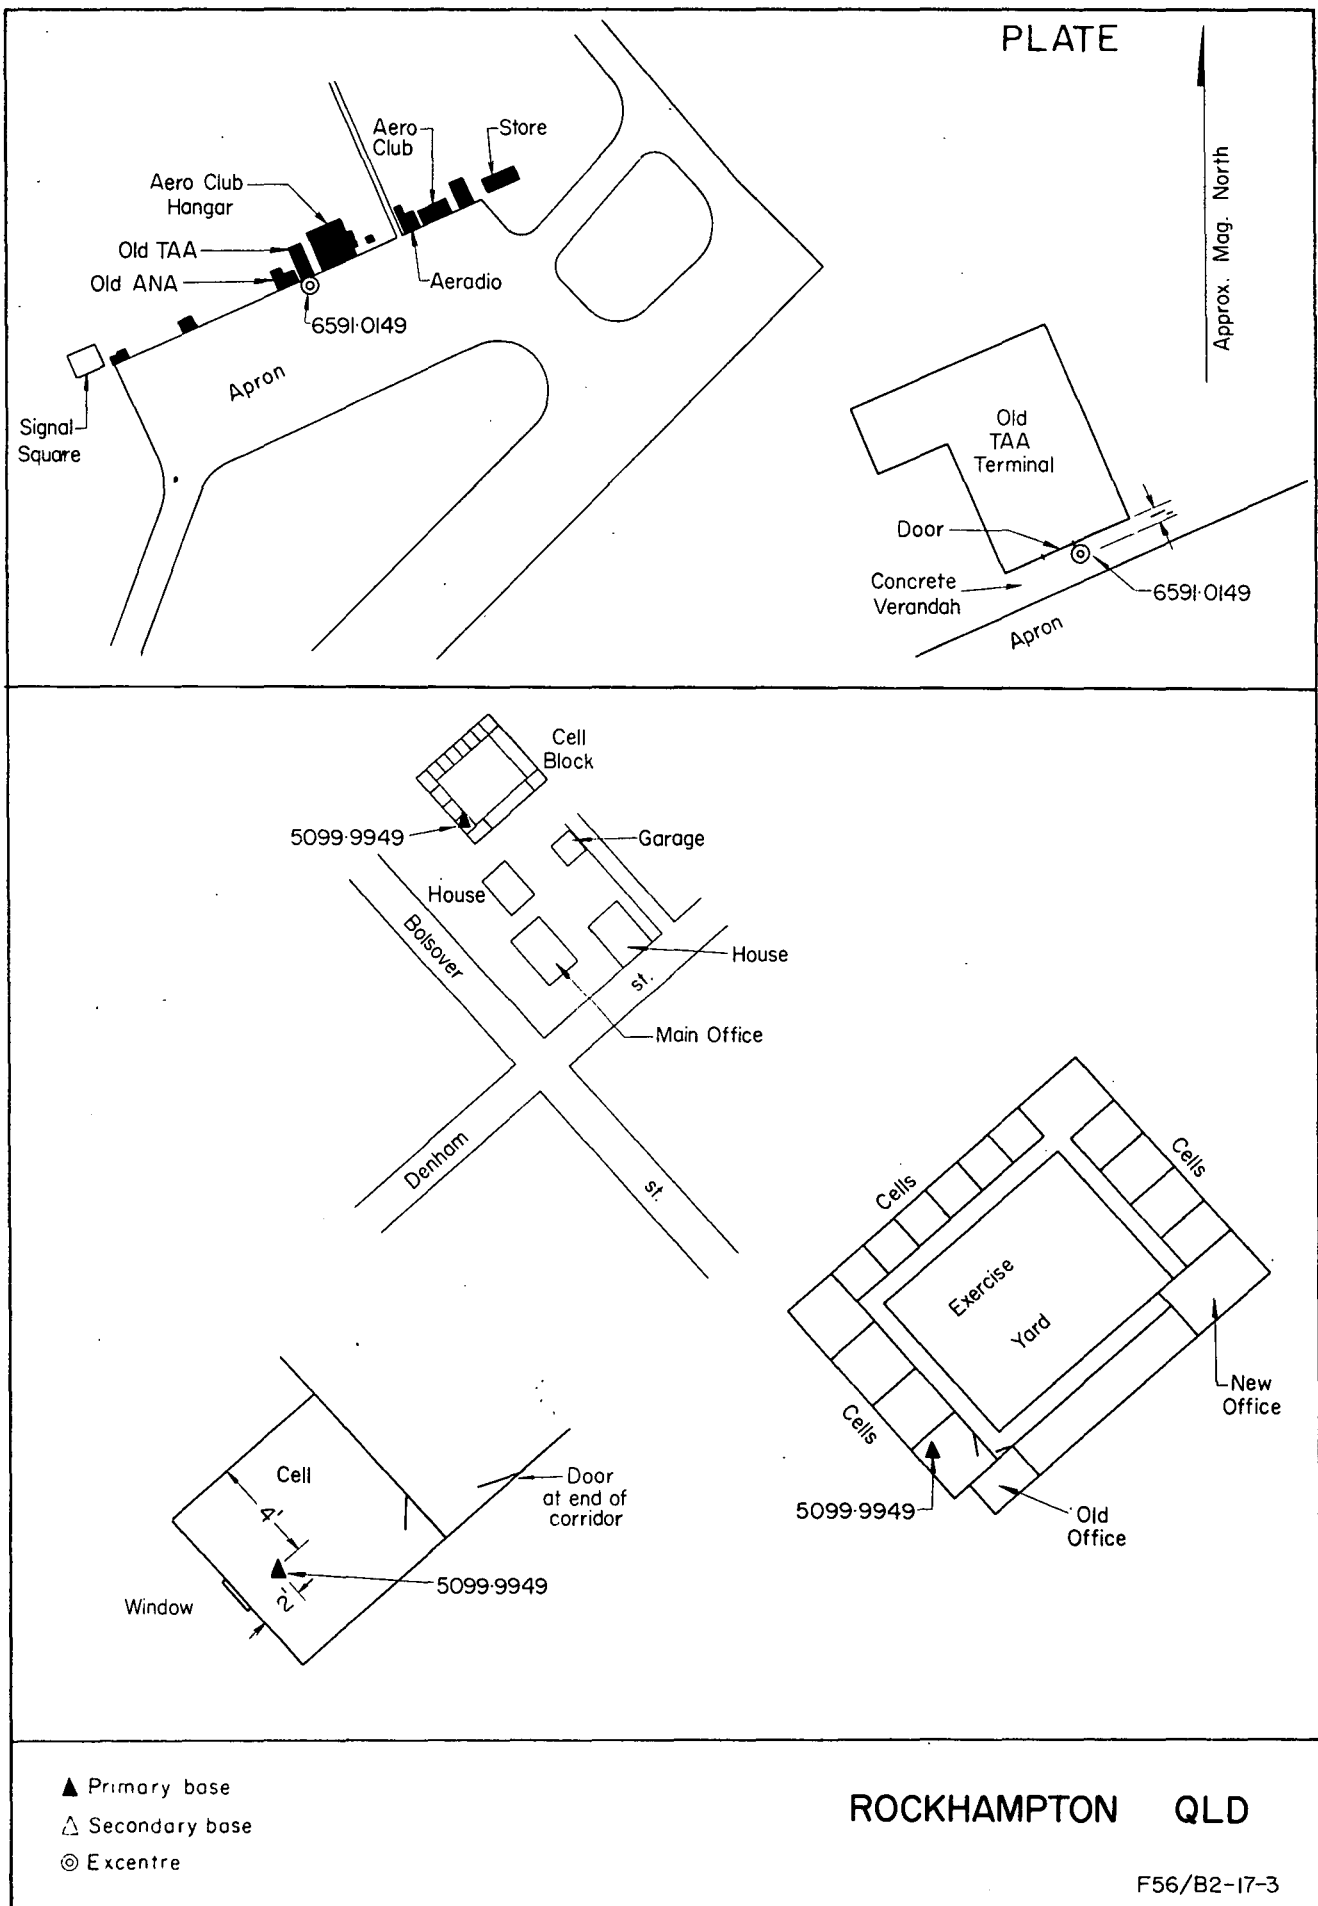 PLATE
Approx. Mag. North
Aero
Club
Store
Aero Club
Hangar
Old TAA
Old ANA
Aeradio
6591·0149
Apron
Signal
Square
Old
TAA
Terminal
Door
Concrete
Verandah
6591·0149
Apron
Cell
Block
5099·9949
Garage
House
Bolsover
House
st.
Main Office
Denham
st.
Cells
Cells
Exercise
Yard
New
Office
Cells
5099·9949
Old
Office
Cell
4'
Door
at end of
corridor
5099·9949
2'
Window
Primary base
Secondary base
Excentre
ROCKHAMPTON QLD
F56/B2-17-3